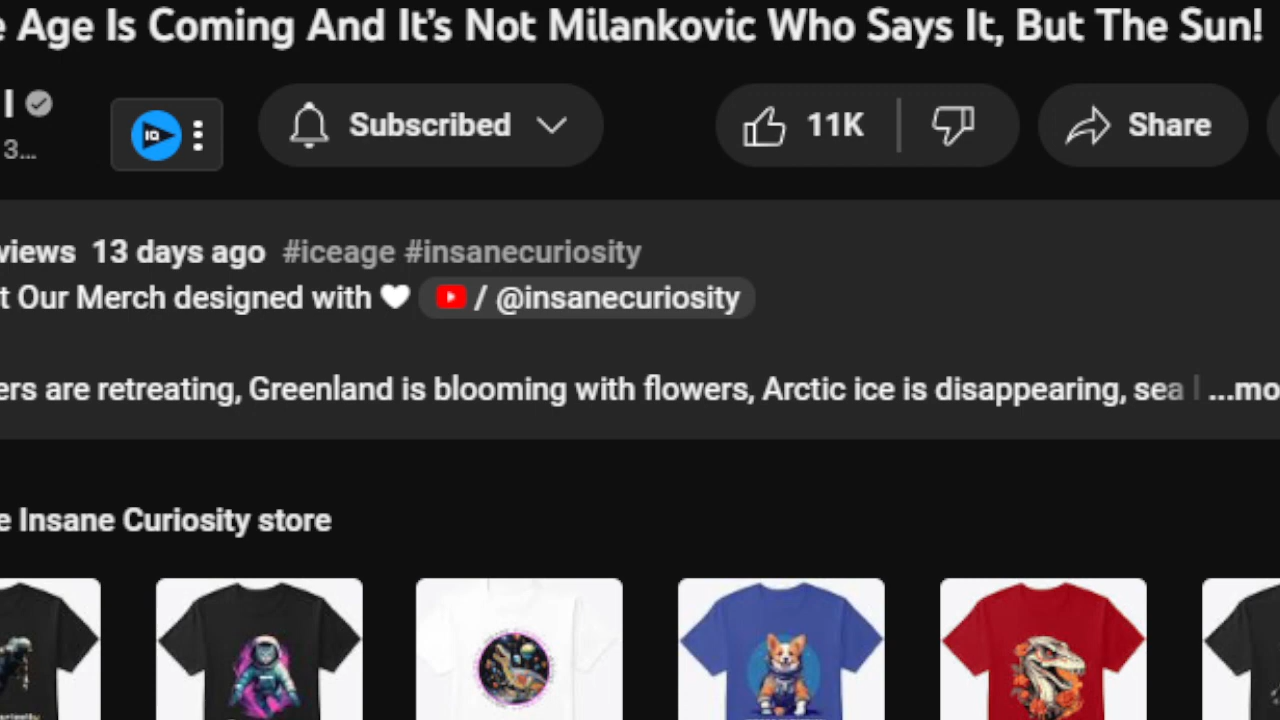 Age Is Coming And It's Not Milankovic Who Says It, But The Sun!
3...
IQ
Subscribed
11K
Share
views 13 days ago #iceage #insanecuriosity
t Our Merch designed with 🤍 / @insanecuriosity
ers are retreating, Greenland is blooming with flowers, Arctic ice is disappearing, sea l ...mo
e Insane Curiosity store